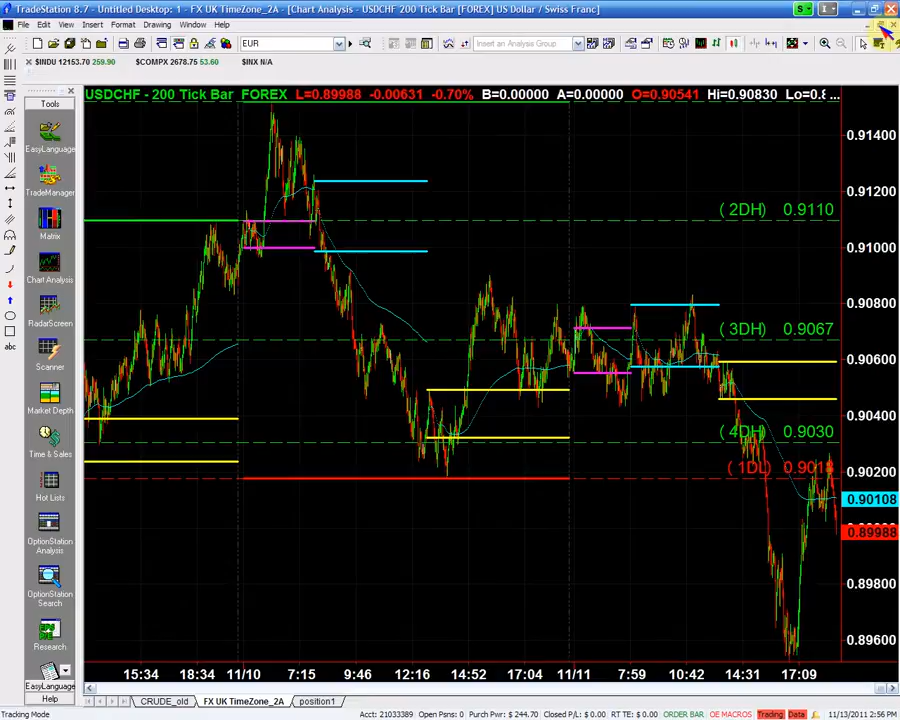 TradeStation 8.7 - Untitled Desktop: 1 - FX UK TimeZone_2A - [Chart Analysis - USDCHF 200 Tick Bar [FOREX] US Dollar / Swiss Franc]
File Edit View Insert Format Drawing Window Help
EUR Insert an Analysis Group
$INDU 12153.70 259.90 $COMPX 2678.75 53.60 $INX N/A
USDCHF - 200 Tick Bar FOREX L=0.89988 -0.00631 -0.70% B=0.00000 A=0.00000 O=0.90541 Hi=0.90830 Lo=0.8 ...
Tools
EasyLanguage
TradeManager
Matrix
Chart Analysis
RadarScreen
Scanner
Market Depth
Time & Sales
Hot Lists
OptionStation
Analysis
OptionStation
Search
Research
EasyLanguage
Help
abc
0.91400
0.91200
( 2DH) 0.9110
0.91000
0.90800
( 3DH) 0.9067
0.90600
0.90400
( 4DH) 0.9030
( 1DL)
0.90200
0.90108
0.89988
0.89800
0.89600
15:34 18:34 11/10 7:15 9:46 12:16 14:52 17:04 11/11 7:59 10:42 14:31 17:09
CRUDE_old FX UK TimeZone_2A position1
Tracking Mode Acct: 21033389 Open Psns: 0 Purch Pwr: $ 244.70 Closed P/L: $ 0.00 RT TE: $ 0.00 ORDER BAR OE MACROS Trading Data 11/13/2011 2:56 PM